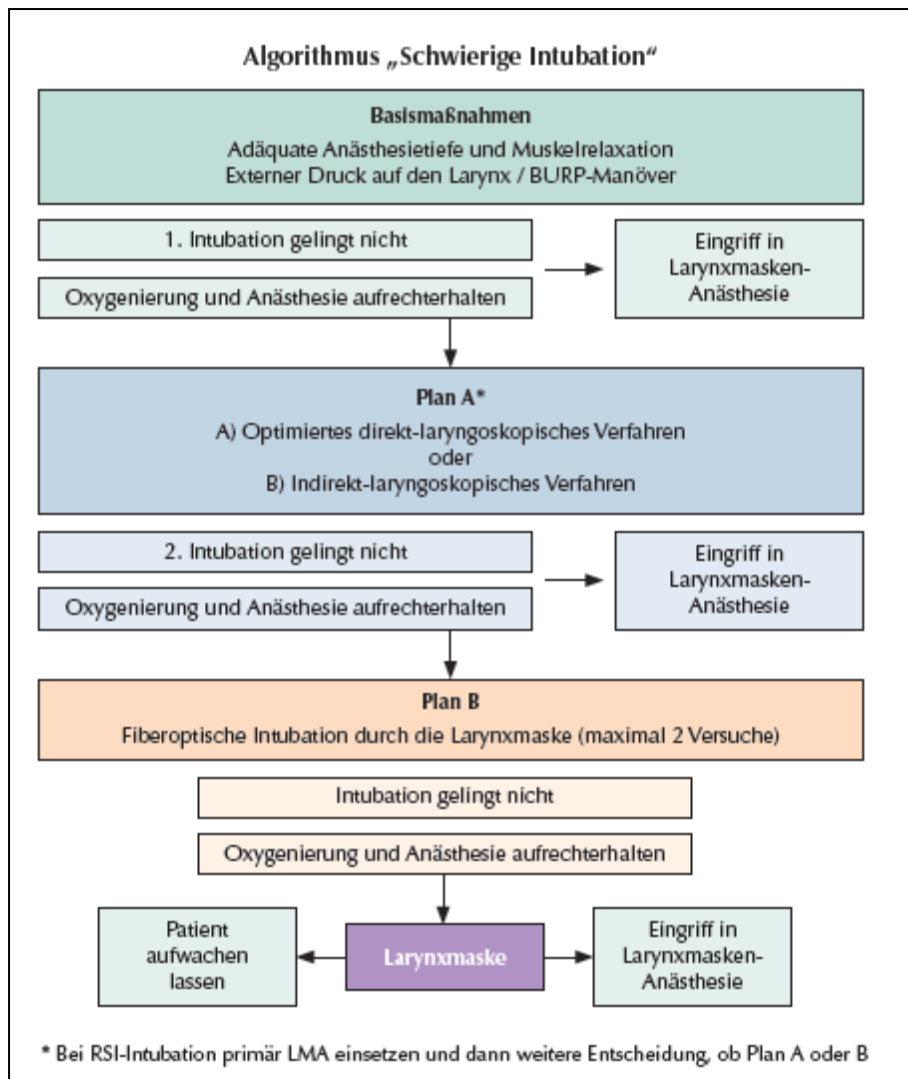 Algorithmus „Schwierige Intubation“
Basismaßnahmen
Adäquate Anästhesietiefe und Muskelrelaxation
Externer Druck auf den Larynx / BURP-Manöver
1. Intubation gelingt nicht
Oxygenierung und Anästhesie aufrechterhalten
Eingriff in
Larynxmasken-
Anästhesie
Plan A*
A) Optimiertes direkt-laryngoskopisches Verfahren
oder
B) Indirekt-laryngoskopisches Verfahren
2. Intubation gelingt nicht
Oxygenierung und Anästhesie aufrechterhalten
Eingriff in
Larynxmasken-
Anästhesie
Plan B
Fiberoptische Intubation durch die Larynxmaske (maximal 2 Versuche)
Intubation gelingt nicht
Oxygenierung und Anästhesie aufrechterhalten
Patient
aufwachen
lassen
Larynxmaske
Eingriff in
Larynxmasken-
Anästhesie
* Bei RSI-Intubation primär LMA einsetzen und dann weitere Entscheidung, ob Plan A oder B